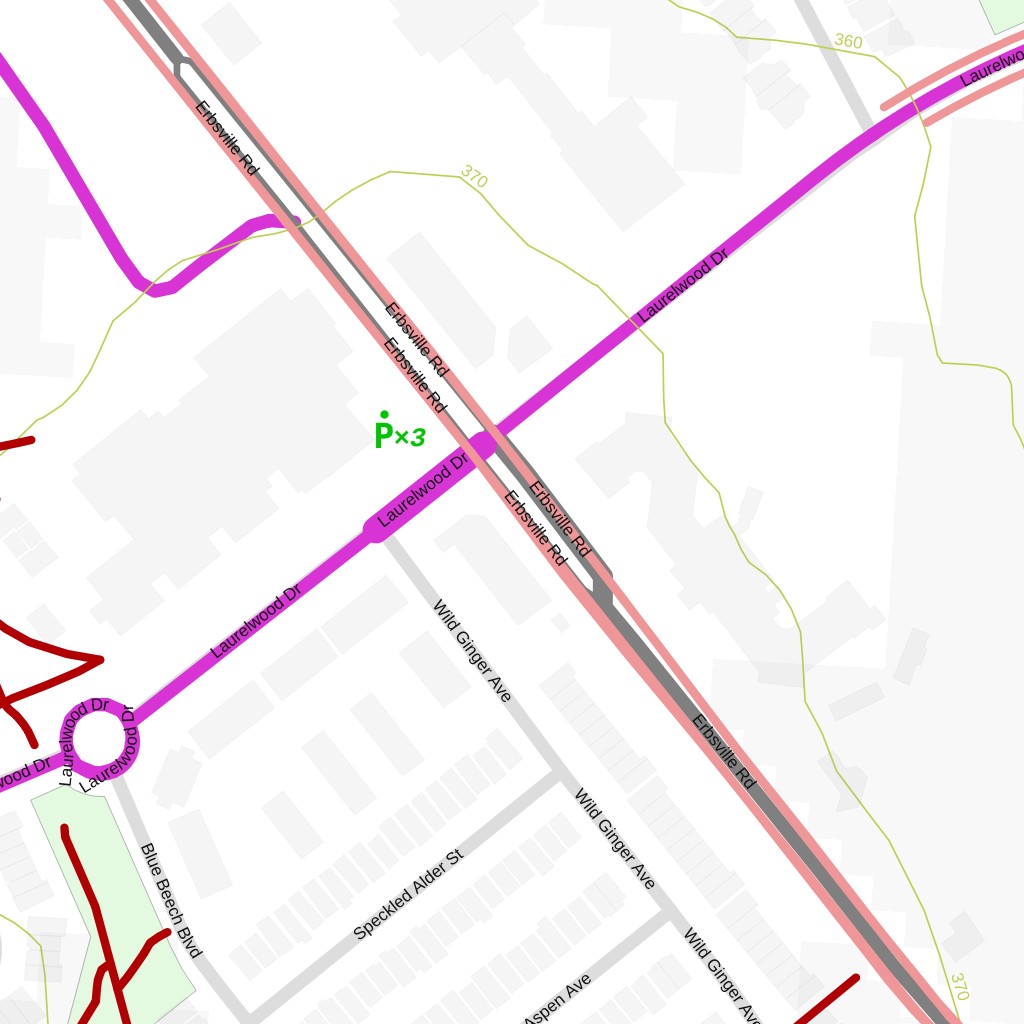 360
Laurelwo
Erbsville Rd
370
Laurelwood Dr
Erbsville Rd
Erbsville Rd
P×3
Laurelwood Dr
Erbsville Rd
Erbsville Rd
Laurelwood Dr
Wild Ginger Ave
Laurelwood Dr
Laurelwood Dr
Laurelwood Dr
wood Dr
Erbsville Rd
Wild Ginger Ave
Blue Beech Blvd
Speckled Alder St
Wild Ginger Ave
Aspen Ave
370